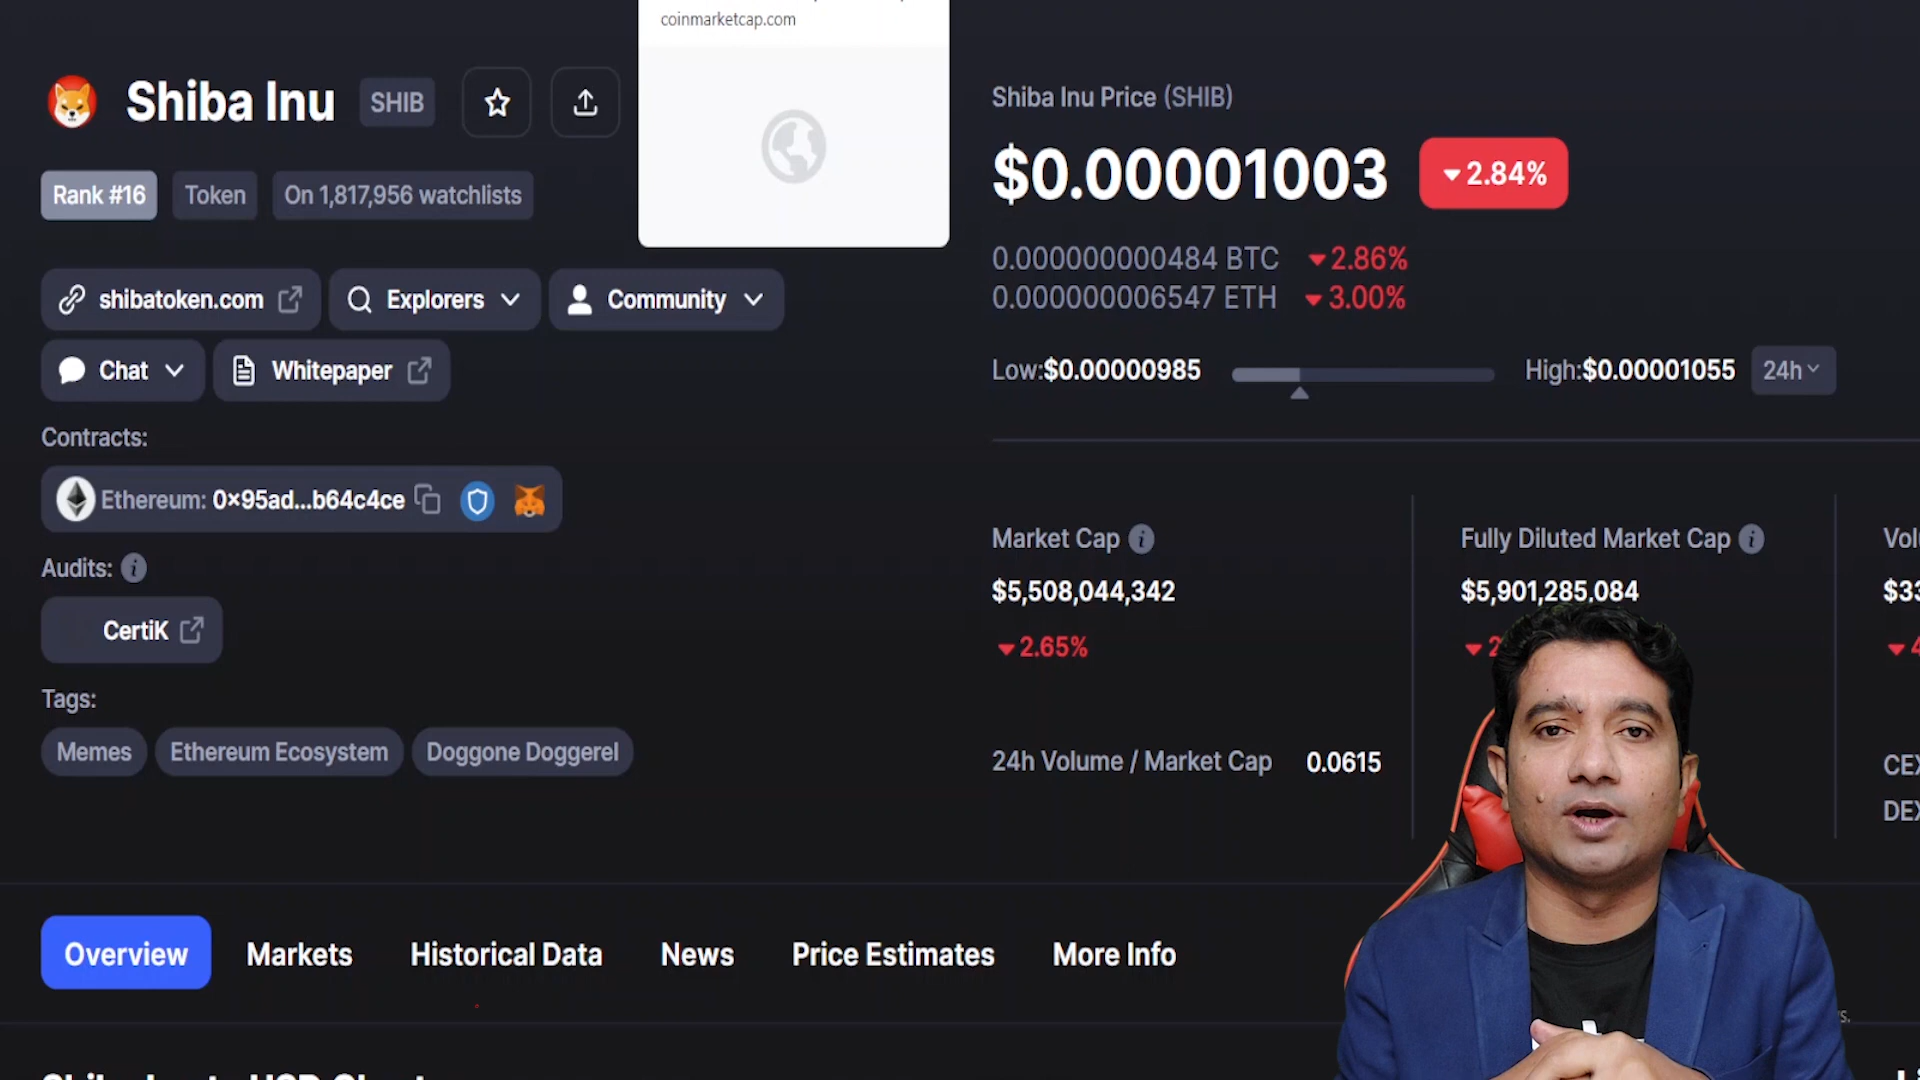 coinmarketcap.com
Shiba Inu SHIB
Rank #16 Token On 1,817,956 watchlists
shibatoken.com Explorers Community
Chat Whitepaper
Contracts:
Ethereum: 0×95ad...b64c4ce
Audits: i
CertiK
Tags:
Memes Ethereum Ecosystem Doggone Doggerel
Shiba Inu Price (SHIB)
$0.00001003 2.84%
0.000000000484 BTC 2.86%
0.000000006547 ETH 3.00%
Low:$0.00000985 High:$0.00001055 24h
Market Cap i
$5,508,044,342
2.65%
24h Volume / Market Cap 0.0615
Fully Diluted Market Cap i
$5,901,285,084
Overview Markets Historical Data News Price Estimates More Info